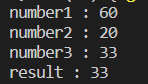 number1 : 60
number2 : 20
number3 : 33
result : 33